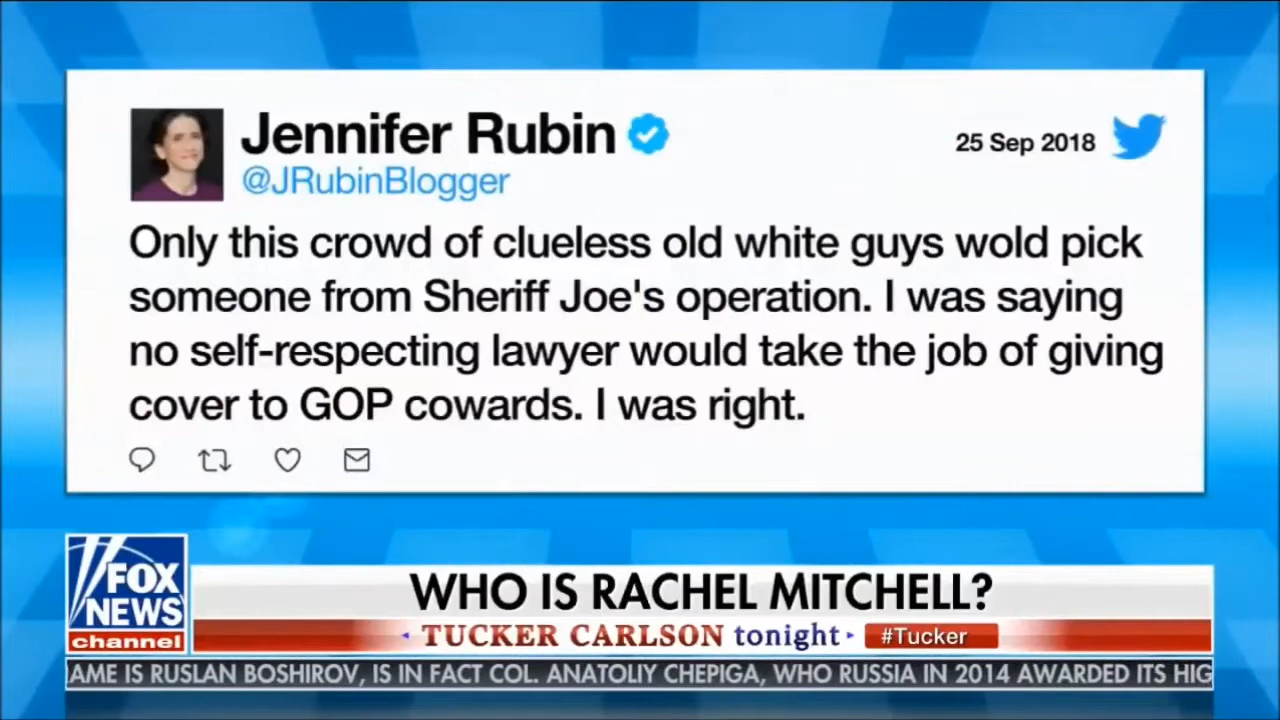 Jennifer Rubin
25 Sep 2018
@JRubinBlogger
Only this crowd of clueless old white guys wold pick
someone from Sheriff Joe's operation. I was saying
no self-respecting lawyer would take the job of giving
cover to GOP cowards. I was right.
FOX
NEWS
channel
WHO IS RACHEL MITCHELL?
TUCKER CARLSON tonight
#Tucker
AME IS RUSLAN BOSHIROV, IS IN FACT COL. ANATOLIY CHEPIGA, WHO RUSSIA IN 2014 AWARDED ITS HIG